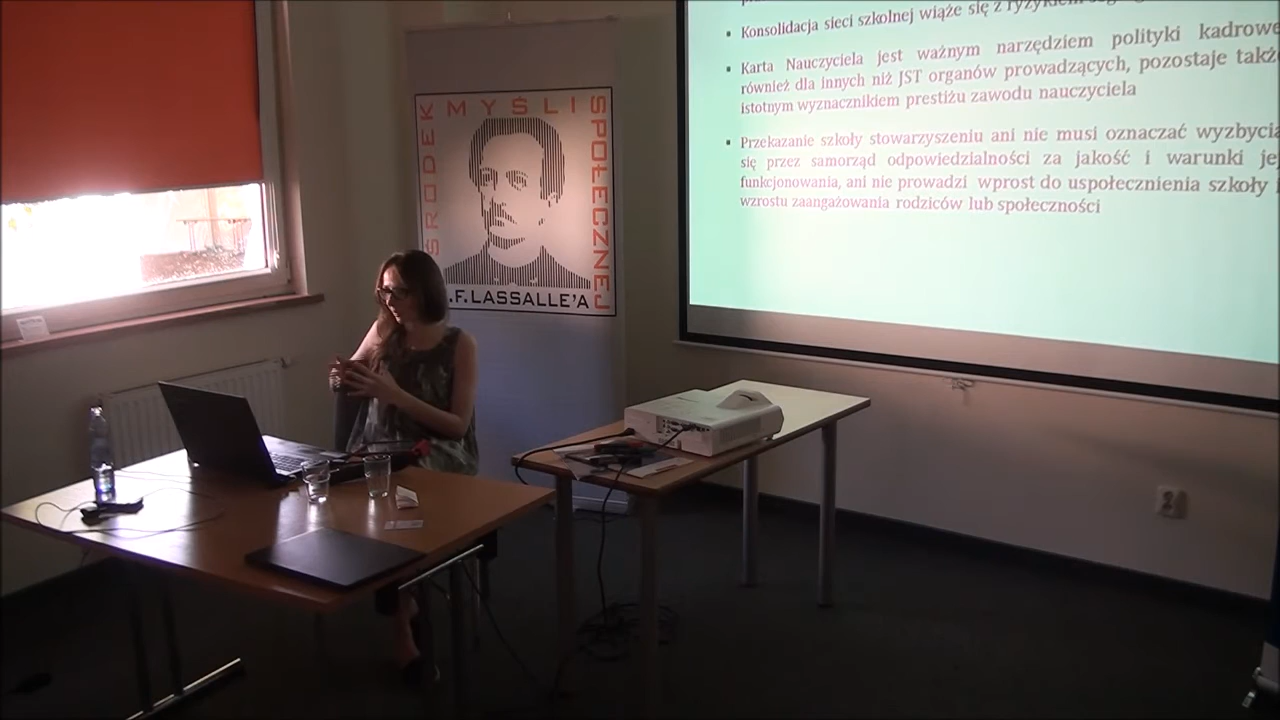 OŚRODEK MYŚLI SPOŁECZNEJ
.F.LASSALLE'A
Konsolidacja sieci szkolnej wiąże się z ryzykiem
Karta Nauczyciela jest ważnym narzędziem polityki kadrowe
również dla innych niż JST organów prowadzących, pozostaje takż
istotnym wyznacznikiem prestiżu zawodu nauczyciela
Przekazanie szkoły stowarzyszeniu ani nie musi oznaczać wyzbycia
się przez samorząd odpowiedzialności za jakość i warunki je
funkcjonowania, ani nie prowadzi wprost do uspołecznienia szkoły i
wzrostu zaangażowania rodziców lub społeczności